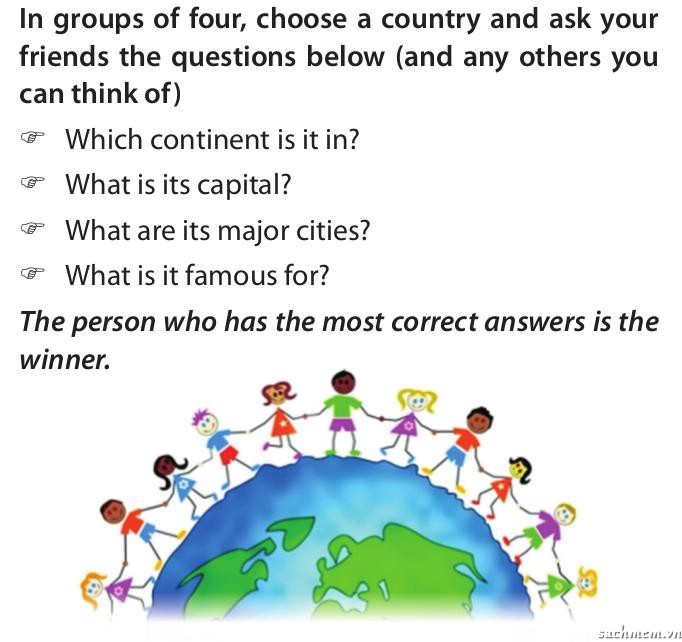 In groups of four, choose a country and ask your
friends the questions below (and any others you
can think of)
☞ Which continent is it in?
☞ What is its capital?
☞ What are its major cities?
☞ What is it famous for?
The person who has the most correct answers is the
winner.
sachmem.vn